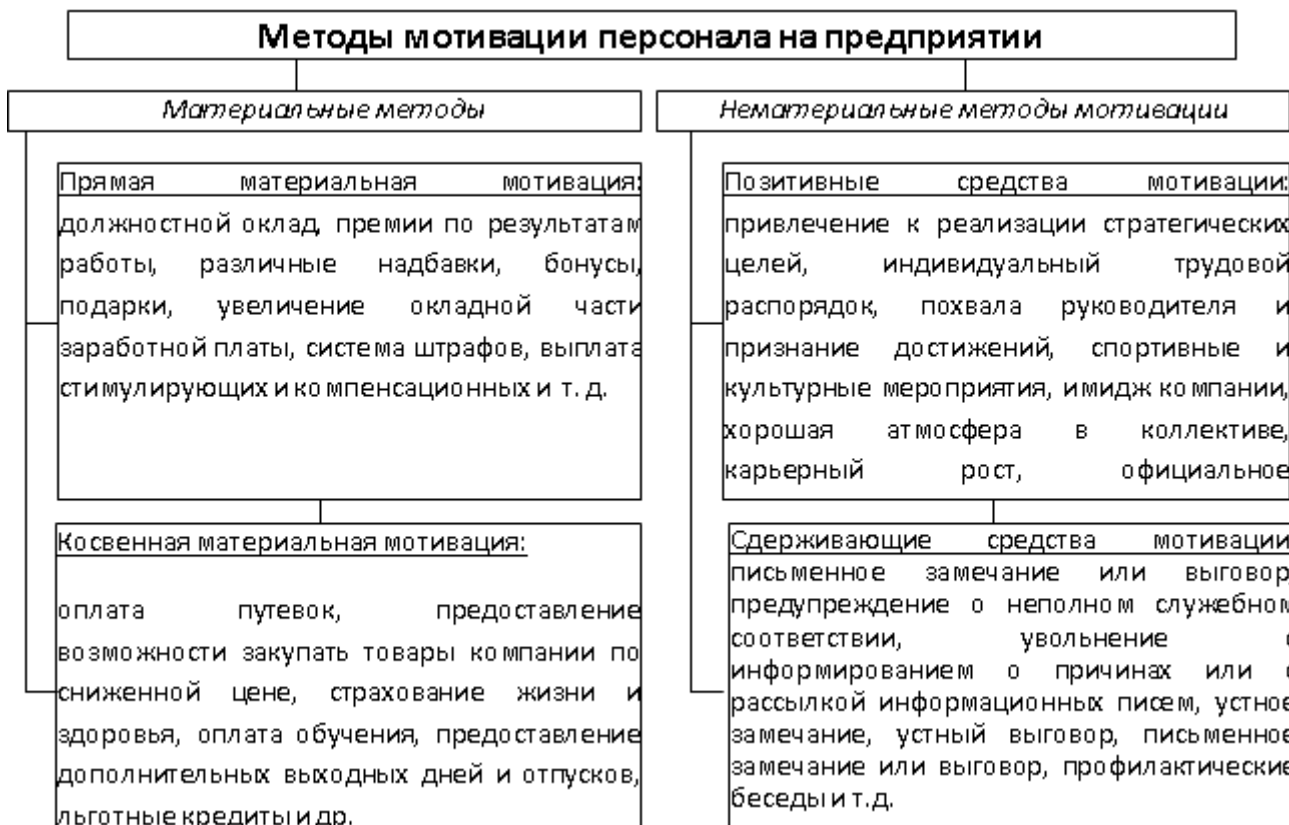 Методы мотивации персонала на предприятии
Материальные методы
Прямая материальная мотивация:
должностной оклад, премии по результатам
работы, различные надбавки, бонусы,
подарки, увеличение окладной части
заработной платы, система штрафов, выплата
стимулирующих и компенсационных и т. д.
Косвенная материальная мотивация:
оплата путевок, предоставление
возможности закупать товары компании по
сниженной цене, страхование жизни и
здоровья, оплата обучения, предоставление
дополнительных выходных дней и отпусков,
льготные кредиты и др.
Нематериальные методы мотивации
Позитивные средства мотивации:
привлечение к реализации стратегических
целей, индивидуальный трудовой
распорядок, похвала руководителя и
признание достижений, спортивные и
культурные мероприятия, имидж компании,
хорошая атмосфера в коллективе,
карьерный рост, официальное
Сдерживающие средства мотивации
письменное замечание или выговор
предупреждение о неполном служебном
соответствии, увольнение
информированием о причинах или
рассылкой информационных писем, устное
замечание, устный выговор, письменное
замечание или выговор, профилактические
беседы и т.д.